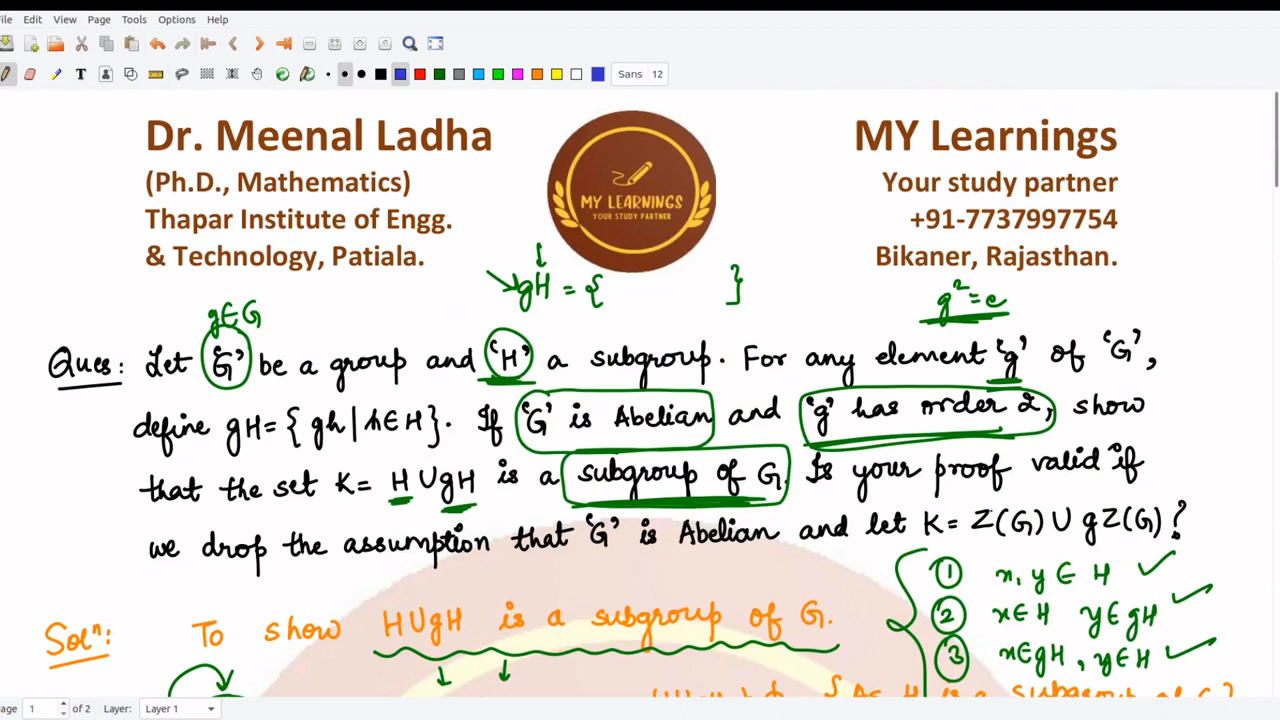 File Edit View Page Tools Options Help
Sans 12
Dr. Meenal Ladha
(Ph.D., Mathematics)
Thapar Institute of Engg.
& Technology, Patiala.
MY LEARNINGS
YOUR STUDY PARTNER
MY Learnings
Your study partner
+91-7737997754
Bikaner, Rajasthan.
gH = { }
g² = e
g∈G
Ques: Let 'G' be a group and 'H' a subgroup. For any element 'g' of 'G',
define gH = {gh | h∈H}. If 'G' is Abelian and 'g' has order 2, show
that the set K = H ∪ gH is a subgroup of G. Is your proof valid if
we drop the assumption that 'G' is Abelian and let K = Z(G) ∪ gZ(G)?
① x, y ∈ H ✓
② x∈H y∈gH ✓
③ x∈gH, y∈H ✓
Solⁿ: To show HUgH is a subgroup of G.
{As H is a subgroup of G}
Page 1 of 2 Layer: Layer 1